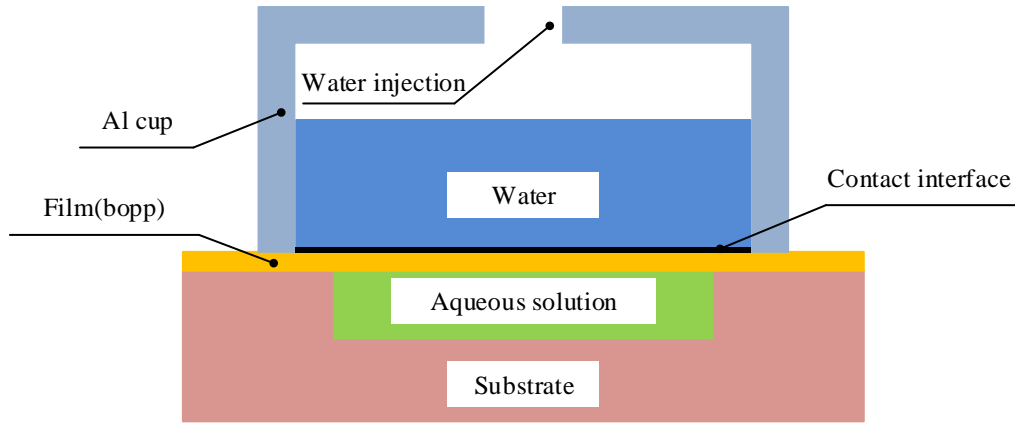 Water injection
Al cup
Water
Contact interface
Film(bopp)
Aqueous solution
Substrate